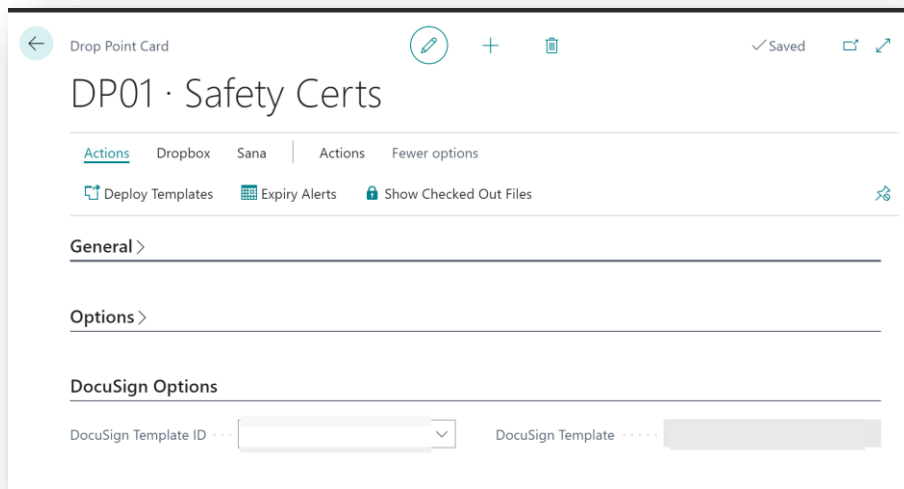 Drop Point Card
✓ Saved
DP01 · Safety Certs
Actions Dropbox Sana | Actions Fewer options
Deploy Templates Expiry Alerts Show Checked Out Files
General >
Options >
DocuSign Options
DocuSign Template ID DocuSign Template